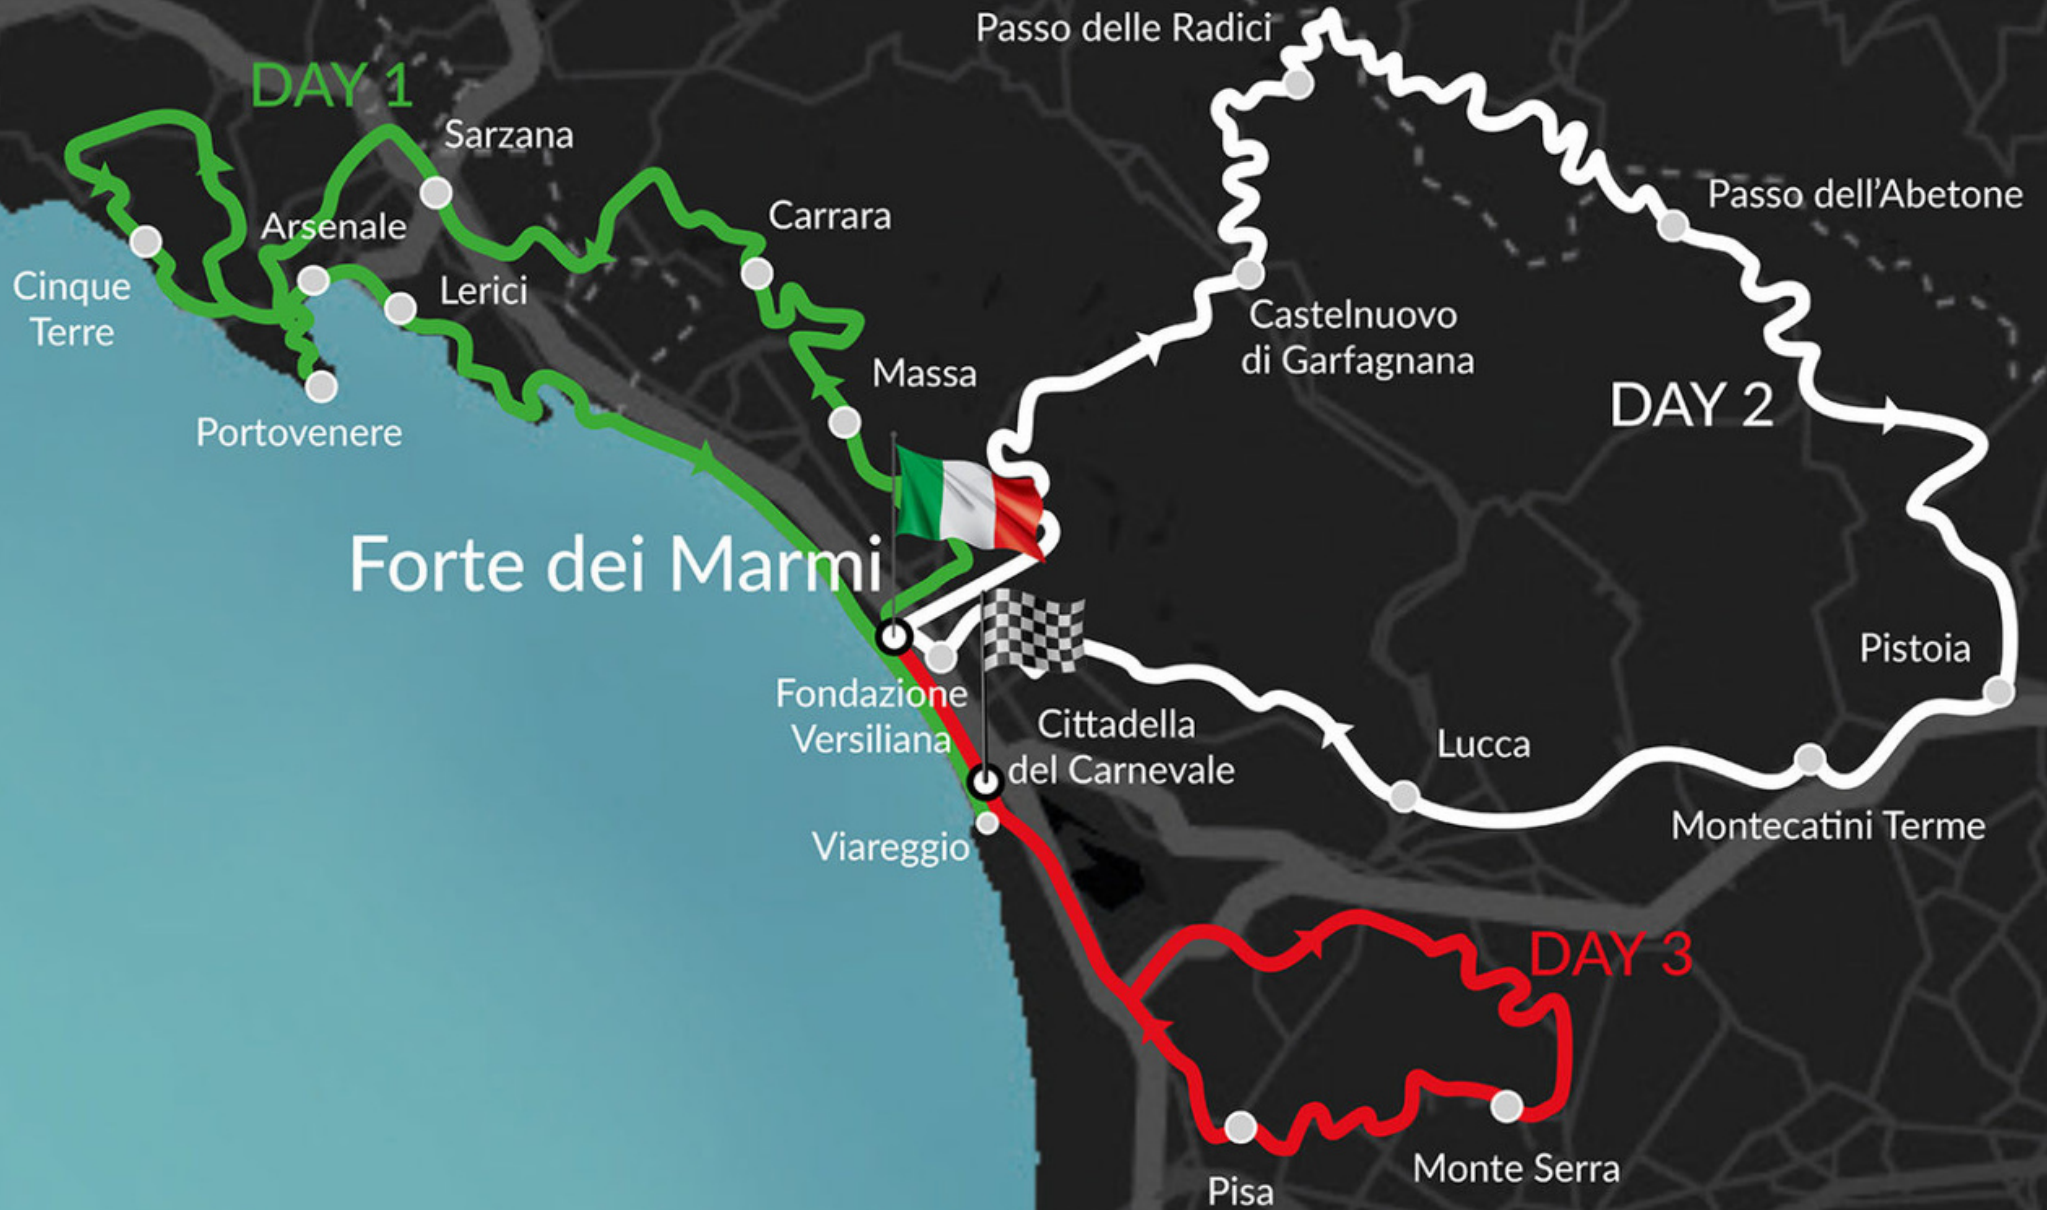 Passo delle Radici
DAY 1
Sarzana
Passo dell'Abetone
Carrara
Arsenale
Cinque
Terre
Lerici
Castelnuovo
di Garfagnana
Massa
DAY 2
Portovenere
Forte dei Marmi
Pistoia
Fondazione
Versiliana
Cittadella
del Carnevale
Lucca
Montecatini Terme
Viareggio
DAY 3
Monte Serra
Pisa